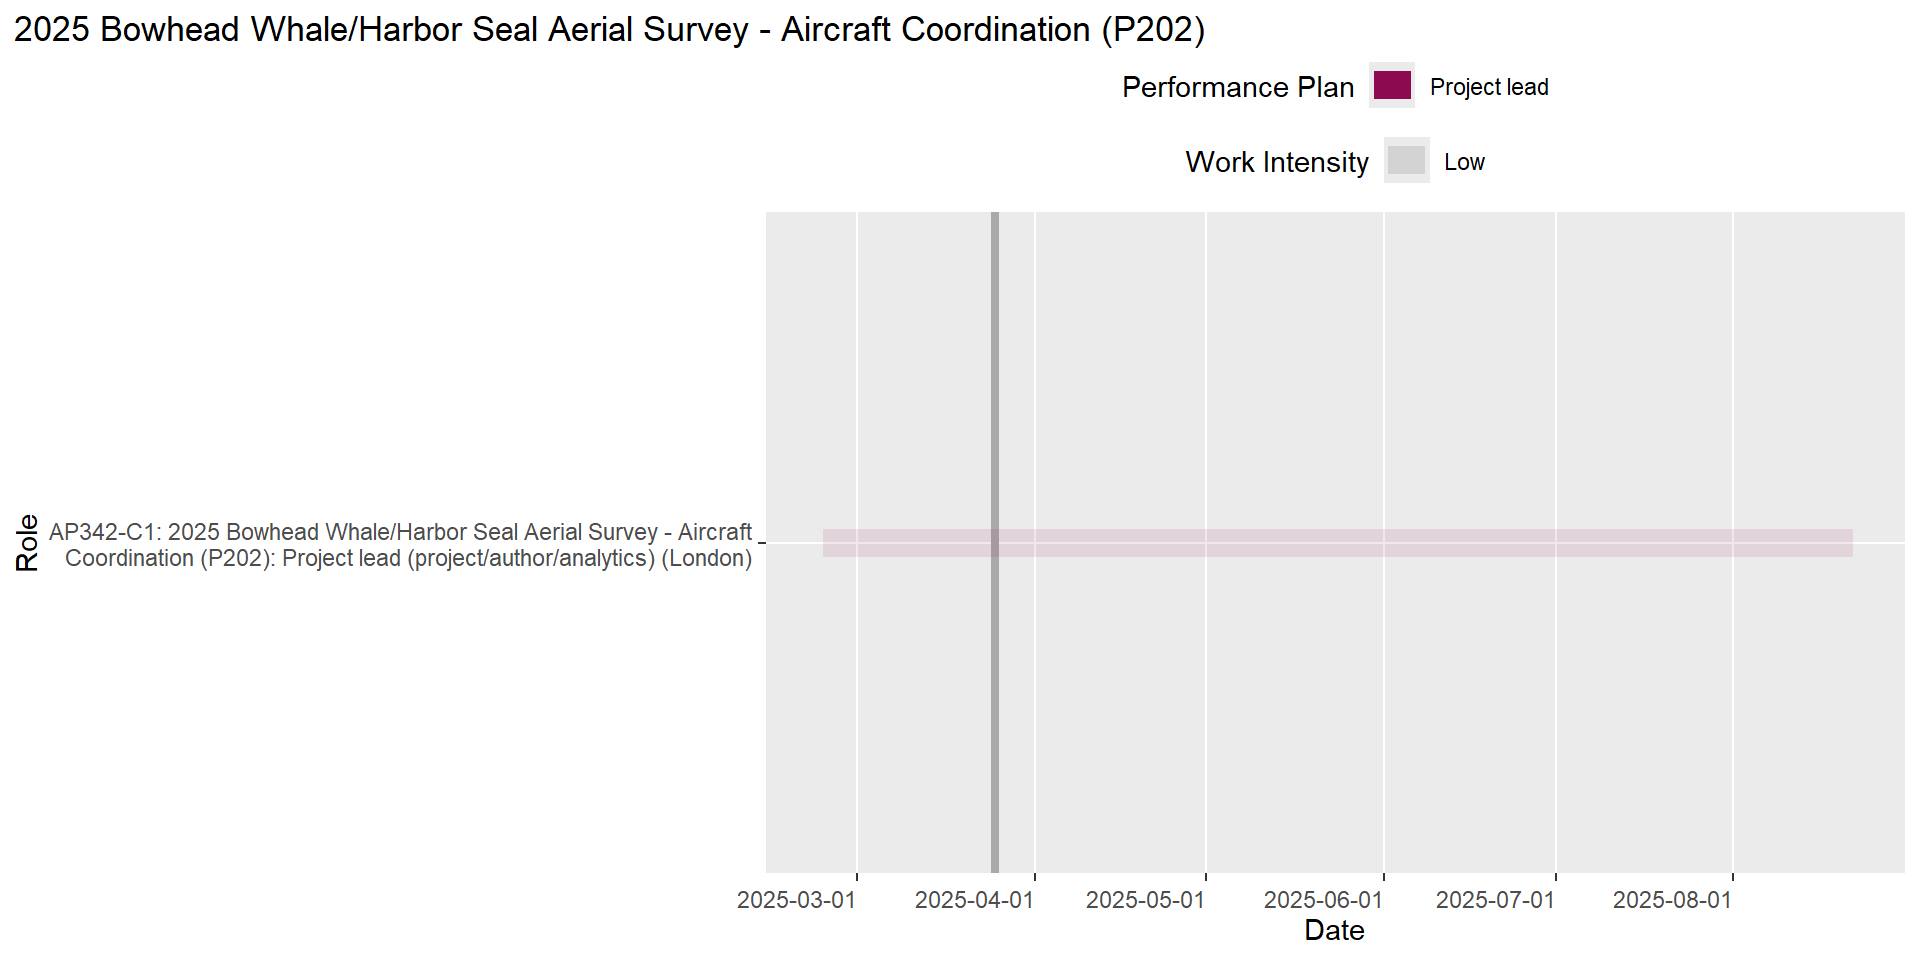 2025 Bowhead Whale/Harbor Seal Aerial Survey - Aircraft Coordination (P202)
Performance Plan
Project lead
Work Intensity
Low
Role
AP342-C1: 2025 Bowhead Whale/Harbor Seal Aerial Survey - Aircraft
Coordination (P202): Project lead (project/author/analytics) (London)
2025-03-01
2025-04-01
2025-05-01
2025-06-01
2025-07-01
2025-08-01
Date